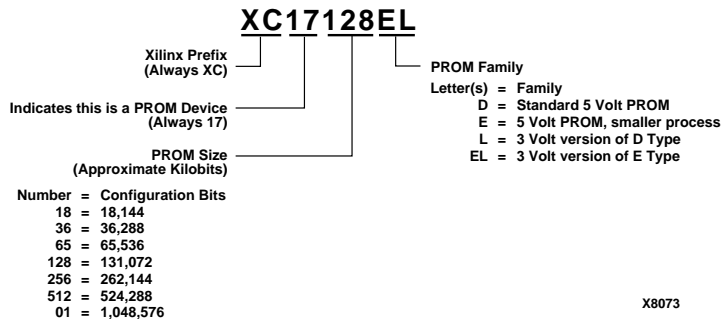 XC17128EL
Xilinx Prefix
(Always XC)
Indicates this is a PROM Device
(Always 17)
PROM Size
(Approximate Kilobits)
Number = Configuration Bits
18 = 18,144
36 = 36,288
65 = 65,536
128 = 131,072
256 = 262,144
512 = 524,288
01 = 1,048,576
PROM Family
Letter(s) = Family
D = Standard 5 Volt PROM
E = 5 Volt PROM, smaller process
L = 3 Volt version of D Type
EL = 3 Volt version of E Type
X8073